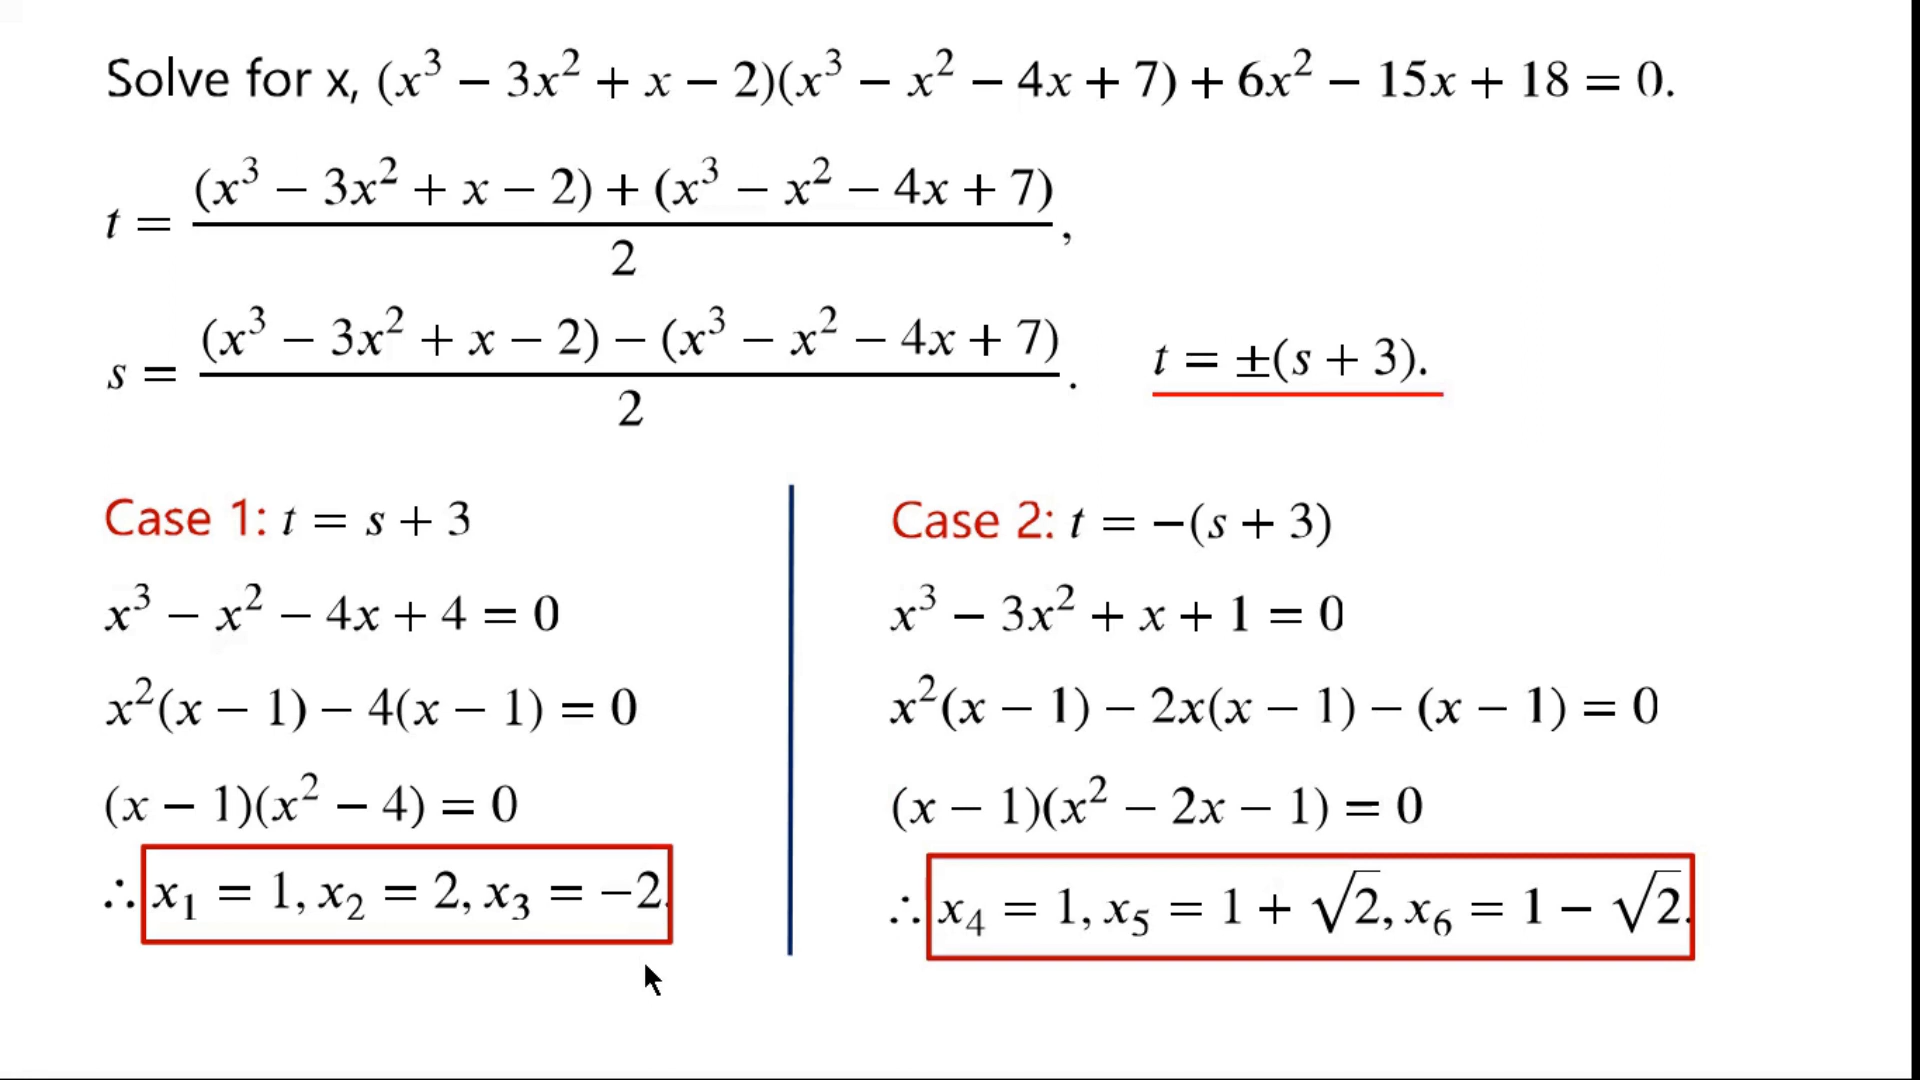 Solve for x, (x³ − 3x² + x − 2)(x³ − x² − 4x + 7) + 6x² − 15x + 18 = 0.
t = ((x³ − 3x² + x − 2) + (x³ − x² − 4x + 7))/2,
s = ((x³ − 3x² + x − 2) − (x³ − x² − 4x + 7))/2.
t = ±(s + 3).
Case 1: t = s + 3
x³ − x² − 4x + 4 = 0
x²(x − 1) − 4(x − 1) = 0
(x − 1)(x² − 4) = 0
∴ x₁ = 1, x₂ = 2, x₃ = −2.
Case 2: t = −(s + 3)
x³ − 3x² + x + 1 = 0
x²(x − 1) − 2x(x − 1) − (x − 1) = 0
(x − 1)(x² − 2x − 1) = 0
∴ x₄ = 1, x₅ = 1 + √2, x₆ = 1 − √2.